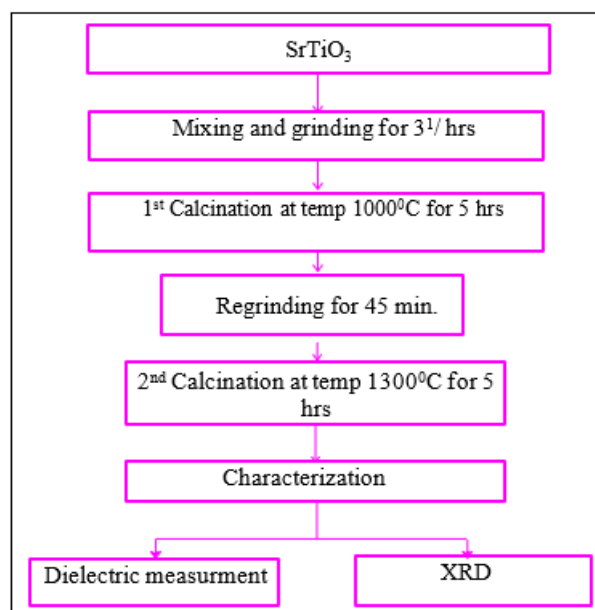 SrTiO₃
Mixing and grinding for 3¹/ hrs
1ˢᵗ Calcination at temp 1000⁰C for 5 hrs
Regrinding for 45 min.
2ⁿᵈ Calcination at temp 1300⁰C for 5
hrs
Characterization
Dielectric measurment
XRD